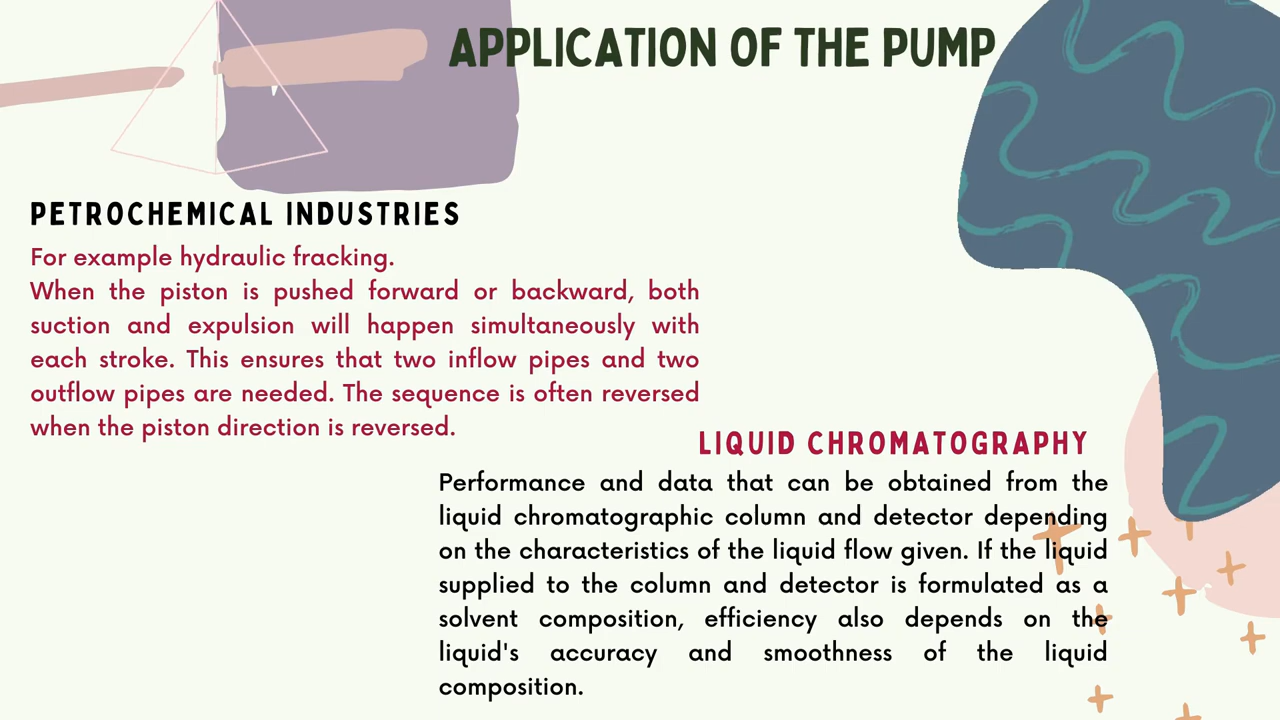 APPLICATION OF THE PUMP
PETROCHEMICAL INDUSTRIES
For example hydraulic fracking.
When the piston is pushed forward or backward, both
suction and expulsion will happen simultaneously with
each stroke. This ensures that two inflow pipes and two
outflow pipes are needed. The sequence is often reversed
when the piston direction is reversed.
LIQUID CHROMATOGRAPHY
Performance and data that can be obtained from the
liquid chromatographic column and detector depending
on the characteristics of the liquid flow given. If the liquid
supplied to the column and detector is formulated as a
solvent composition, efficiency also depends on the
liquid's accuracy and smoothness of the liquid
composition.